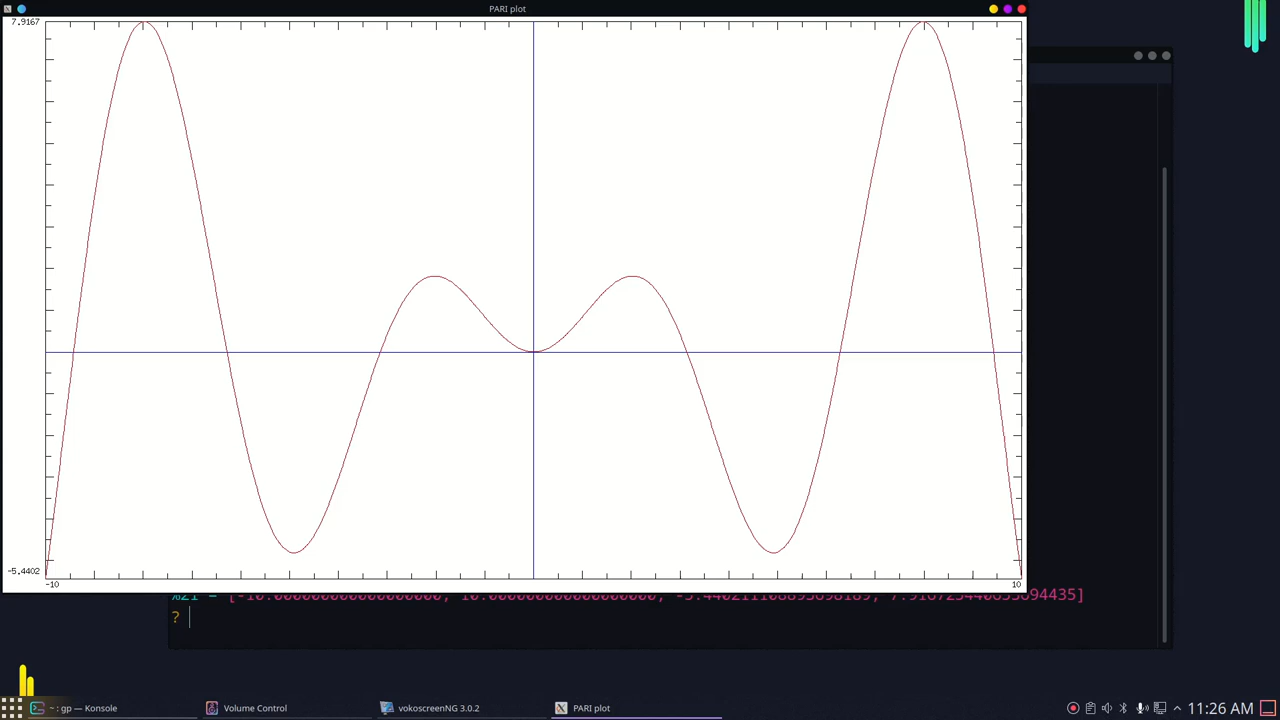 PARI plot
7.9167
-5.4402
-10
10
?
~ : gp — Konsole
Volume Control
vokoscreenNG 3.0.2
PARI plot
11:26 AM